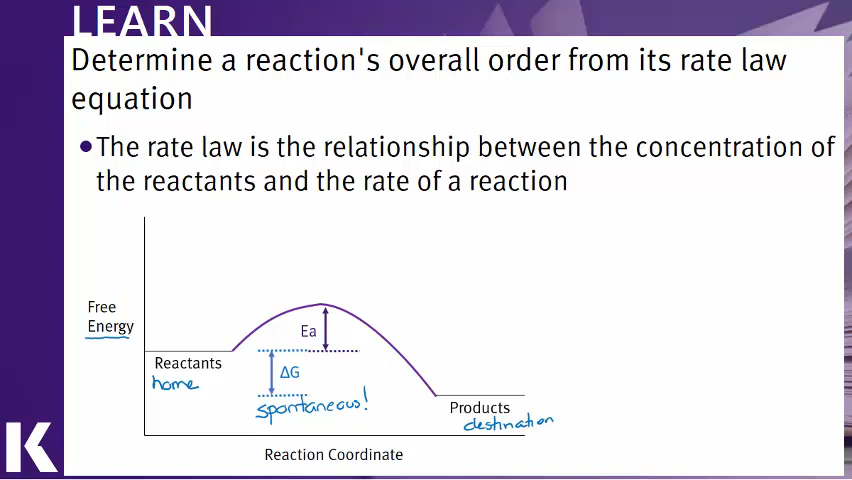 LEARN
Determine a reaction's overall order from its rate law
equation
•The rate law is the relationship between the concentration of
the reactants and the rate of a reaction
Free
Energy
Ea
Reactants
home
ΔG
spontaneous!
Products
destination
Reaction Coordinate
K